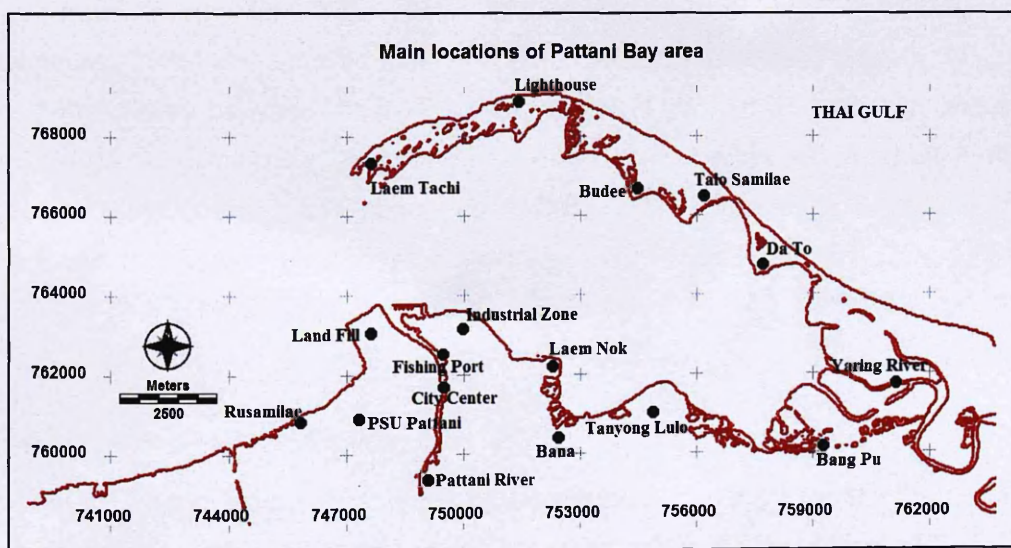 Main locations of Pattani Bay area
Lighthouse
THAI GULF
768000
Laem Tachi
Budee
Talo Samilae
766000
Da To
764000
Industrial Zone
Land Fill
Laem Nok
Fishing Port
Yaring River
762000
Meters
2500
City Center
Rusamilae
PSU Pattani
Tanyong Lulo
Bana
Bang Pu
760000
Pattani River
741000 744000 747000 750000 753000 756000 759000 762000